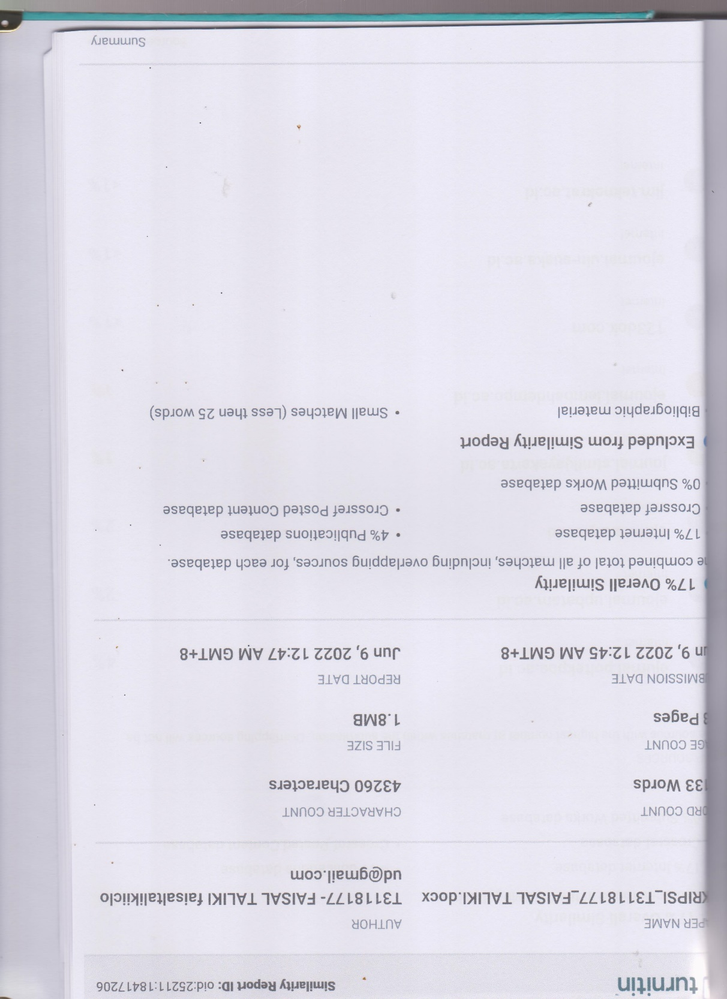 turnitin
Similarity Report ID: oid:25211:18417206
PER NAME
AUTHOR
KRIPSI_T3118177_FAISAL TALIKI.docx
T3118177- FAISAL TALIKI faisaltalikiiclo
ud@gmail.com
ORD COUNT
CHARACTER COUNT
133 Words
43260 Characters
GE COUNT
FILE SIZE
Pages
1.8MB
BMISSION DATE
REPORT DATE
un 9, 2022 12:45 AM GMT+8
Jun 9, 2022 12:47 AM GMT+8
17% Overall Similarity
e combined total of all matches, including overlapping sources, for each database.
17% Internet database
• 4% Publications database
Crossref database
• Crossref Posted Content database
0% Submitted Works database
Excluded from Similarity Report
Bibliographic material
• Small Matches (Less then 25 words)
Summary